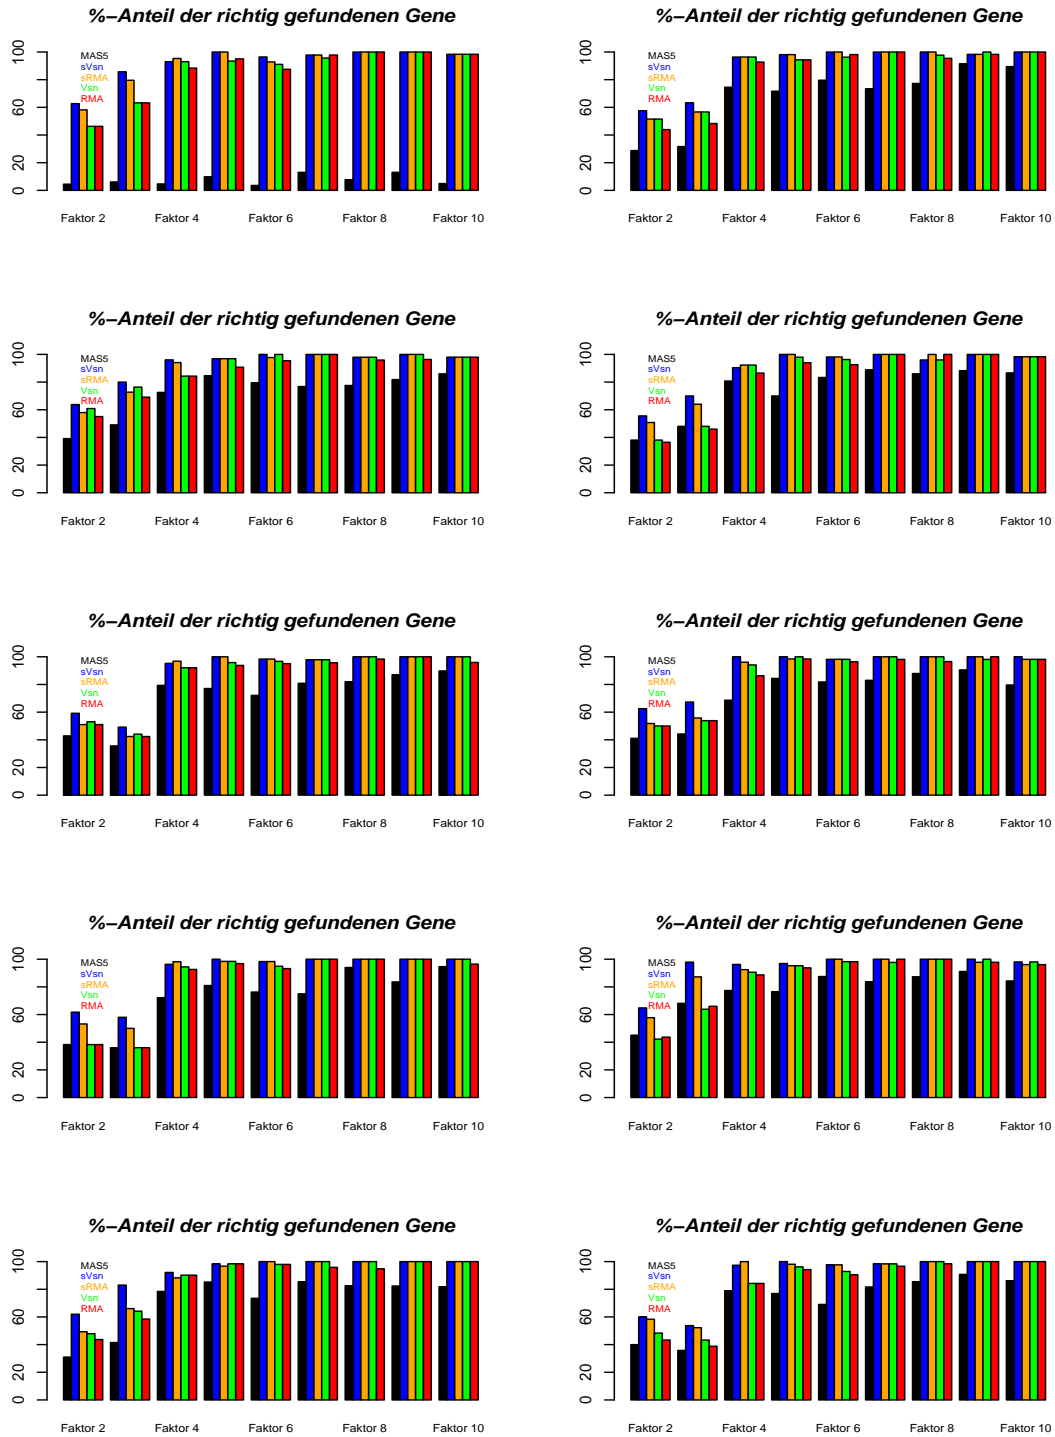 %–Anteil der richtig gefundenen Gene
100
60
20
0
MAS5
sVsn
sRMA
Vsn
RMA
Faktor 2 Faktor 4 Faktor 6 Faktor 8 Faktor 10
%–Anteil der richtig gefundenen Gene
100
60
20
0
MAS5
sVsn
sRMA
Vsn
RMA
Faktor 2 Faktor 4 Faktor 6 Faktor 8 Faktor 10
%–Anteil der richtig gefundenen Gene
100
60
20
0
MAS5
sVsn
sRMA
Vsn
RMA
Faktor 2 Faktor 4 Faktor 6 Faktor 8 Faktor 10
%–Anteil der richtig gefundenen Gene
100
60
20
0
MAS5
sVsn
sRMA
Vsn
RMA
Faktor 2 Faktor 4 Faktor 6 Faktor 8 Faktor 10
%–Anteil der richtig gefundenen Gene
100
60
20
0
MAS5
sVsn
sRMA
Vsn
RMA
Faktor 2 Faktor 4 Faktor 6 Faktor 8 Faktor 10
%–Anteil der richtig gefundenen Gene
100
60
20
0
MAS5
sVsn
sRMA
Vsn
RMA
Faktor 2 Faktor 4 Faktor 6 Faktor 8 Faktor 10
%–Anteil der richtig gefundenen Gene
100
60
20
0
MAS5
sVsn
sRMA
Vsn
RMA
Faktor 2 Faktor 4 Faktor 6 Faktor 8 Faktor 10
%–Anteil der richtig gefundenen Gene
100
60
20
0
MAS5
sVsn
sRMA
Vsn
RMA
Faktor 2 Faktor 4 Faktor 6 Faktor 8 Faktor 10
%–Anteil der richtig gefundenen Gene
100
60
20
0
MAS5
sVsn
sRMA
Vsn
RMA
Faktor 2 Faktor 4 Faktor 6 Faktor 8 Faktor 10
%–Anteil der richtig gefundenen Gene
100
60
20
0
MAS5
sVsn
sRMA
Vsn
RMA
Faktor 2 Faktor 4 Faktor 6 Faktor 8 Faktor 10